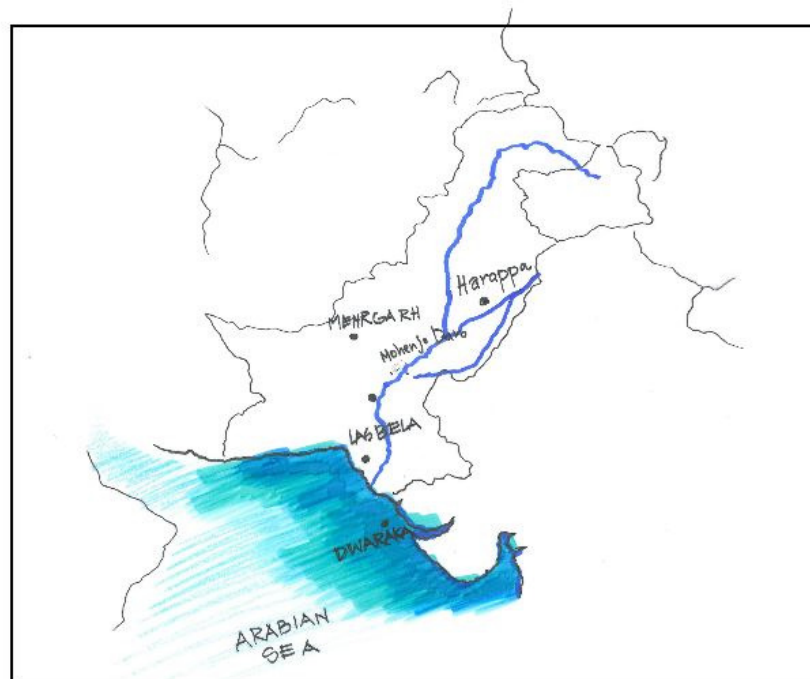 Harappa
MEHRGARH
Mohenjo Daro
LAS BELA
DWARAKA
ARABIAN
SEA